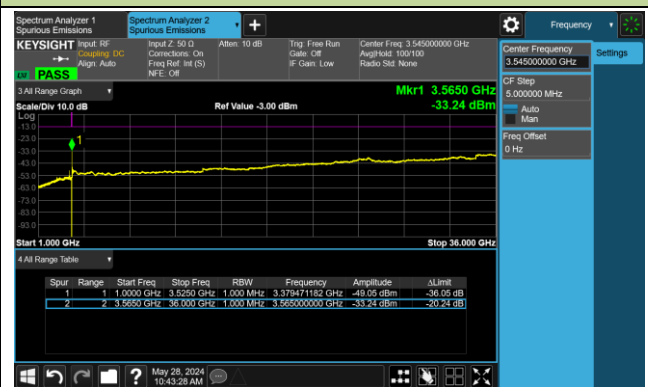 Spectrum Analyzer 1
Spurious Emissions
Spectrum Analyzer 2
Spurious Emissions
Frequency
KEYSIGHT
Input: RF
Coupling: DC
Align: Auto
Input Z: 50 Ω
Corrections: On
Freq Ref: Int (S)
NFE: Off
Atten: 10 dB
Trig: Free Run
Gate: Off
IF Gain: Low
Center Freq: 3.545000000 GHz
Avg|Hold: 100/100
Radio Std: None
PASS
Center Frequency
3.545000000 GHz
Settings
CF Step
5.000000 MHz
Auto
Man
Freq Offset
0 Hz
3 All Range Graph
Mkr1 3.5650 GHz
Scale/Div 10.0 dB
Ref Value -3.00 dBm
-33.24 dBm
Log
-13.0
-23.0
-33.0
-43.0
-53.0
-63.0
-73.0
-83.0
-93.0
1
Start 1.000 GHz
Stop 36.000 GHz
4 All Range Table
Spur Range Start Freq Stop Freq RBW Frequency Amplitude ΔLimit
1 1 1.0000 GHz 3.5250 GHz 1.000 MHz 3.379471182 GHz -49.05 dBm -36.05 dB
2 2 3.5650 GHz 36.000 GHz 1.000 MHz 3.565000000 GHz -33.24 dBm -20.24 dB
?
May 28, 2024
10:43:28 AM